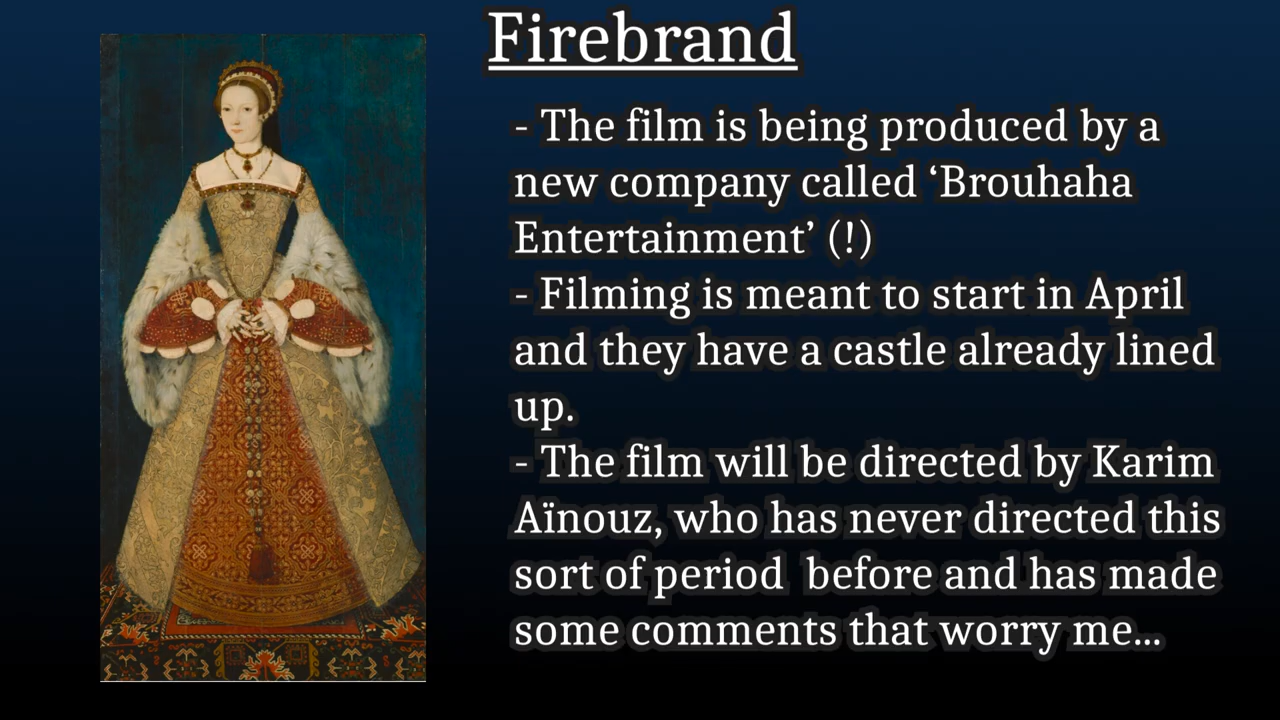 Firebrand
- The film is being produced by a
new company called ‘Brouhaha
Entertainment’ (!)
- Filming is meant to start in April
and they have a castle already lined
up.
- The film will be directed by Karim
Aïnouz, who has never directed this
sort of period  before and has made
some comments that worry me...